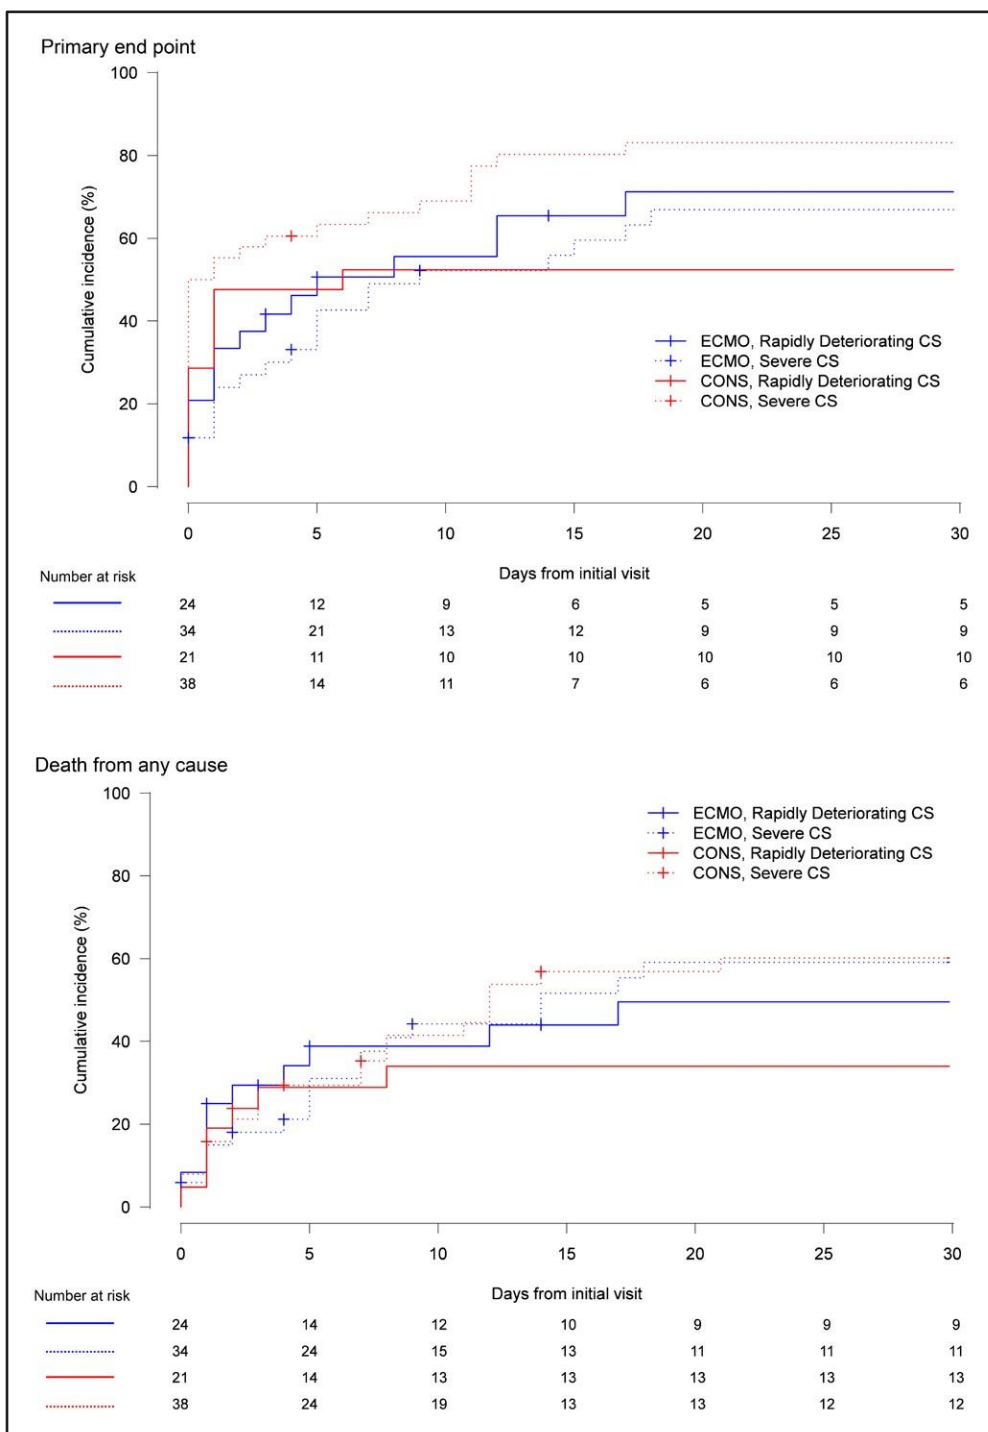 Primary end point
100
80
60
40
20
0
Cumulative incidence (%)
ECMO, Rapidly Deteriorating CS
ECMO, Severe CS
CONS, Rapidly Deteriorating CS
CONS, Severe CS
0 5 10 15 20 25 30
Number at risk
Days from initial visit
24 12 9 6 5 5 5
34 21 13 12 9 9 9
21 11 10 10 10 10 10
38 14 11 7 6 6 6
Death from any cause
100
80
60
40
20
0
Cumulative incidence (%)
ECMO, Rapidly Deteriorating CS
ECMO, Severe CS
CONS, Rapidly Deteriorating CS
CONS, Severe CS
0 5 10 15 20 25 30
Number at risk
Days from initial visit
24 14 12 10 9 9 9
34 24 15 13 11 11 11
21 14 13 13 13 13 13
38 24 19 13 13 12 12